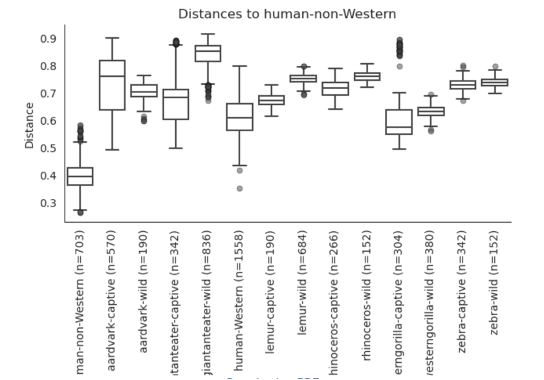 Distances to human-non-Western
Distance
0.9
0.8
0.7
0.6
0.5
0.4
0.3
man-non-Western (n=703)
aardvark-captive (n=570)
aardvark-wild (n=190)
tanteater-captive (n=342)
giantanteater-wild (n=836)
human-Western (n=1558)
lemur-captive (n=190)
lemur-wild (n=684)
hinoceros-captive (n=266)
rhinoceros-wild (n=152)
erngorilla-captive (n=304)
esterngorilla-wild (n=380)
zebra-captive (n=342)
zebra-wild (n=152)